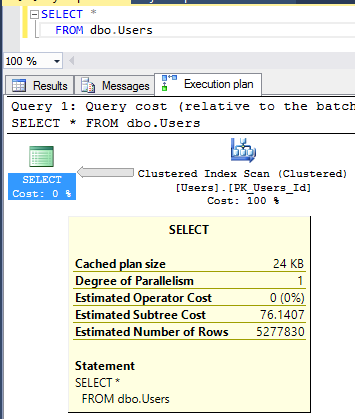 SELECT *
FROM dbo.Users
100 %
Results Messages Execution plan
Query 1: Query cost (relative to the batch
SELECT * FROM dbo.Users
SELECT
Cost: 0 %
Clustered Index Scan (Clustered)
[Users].[PK_Users_Id]
Cost: 100 %
SELECT
Cached plan size 24 KB
Degree of Parallelism 1
Estimated Operator Cost 0 (0%)
Estimated Subtree Cost 76.1407
Estimated Number of Rows 5277830
Statement
SELECT *
FROM dbo.Users